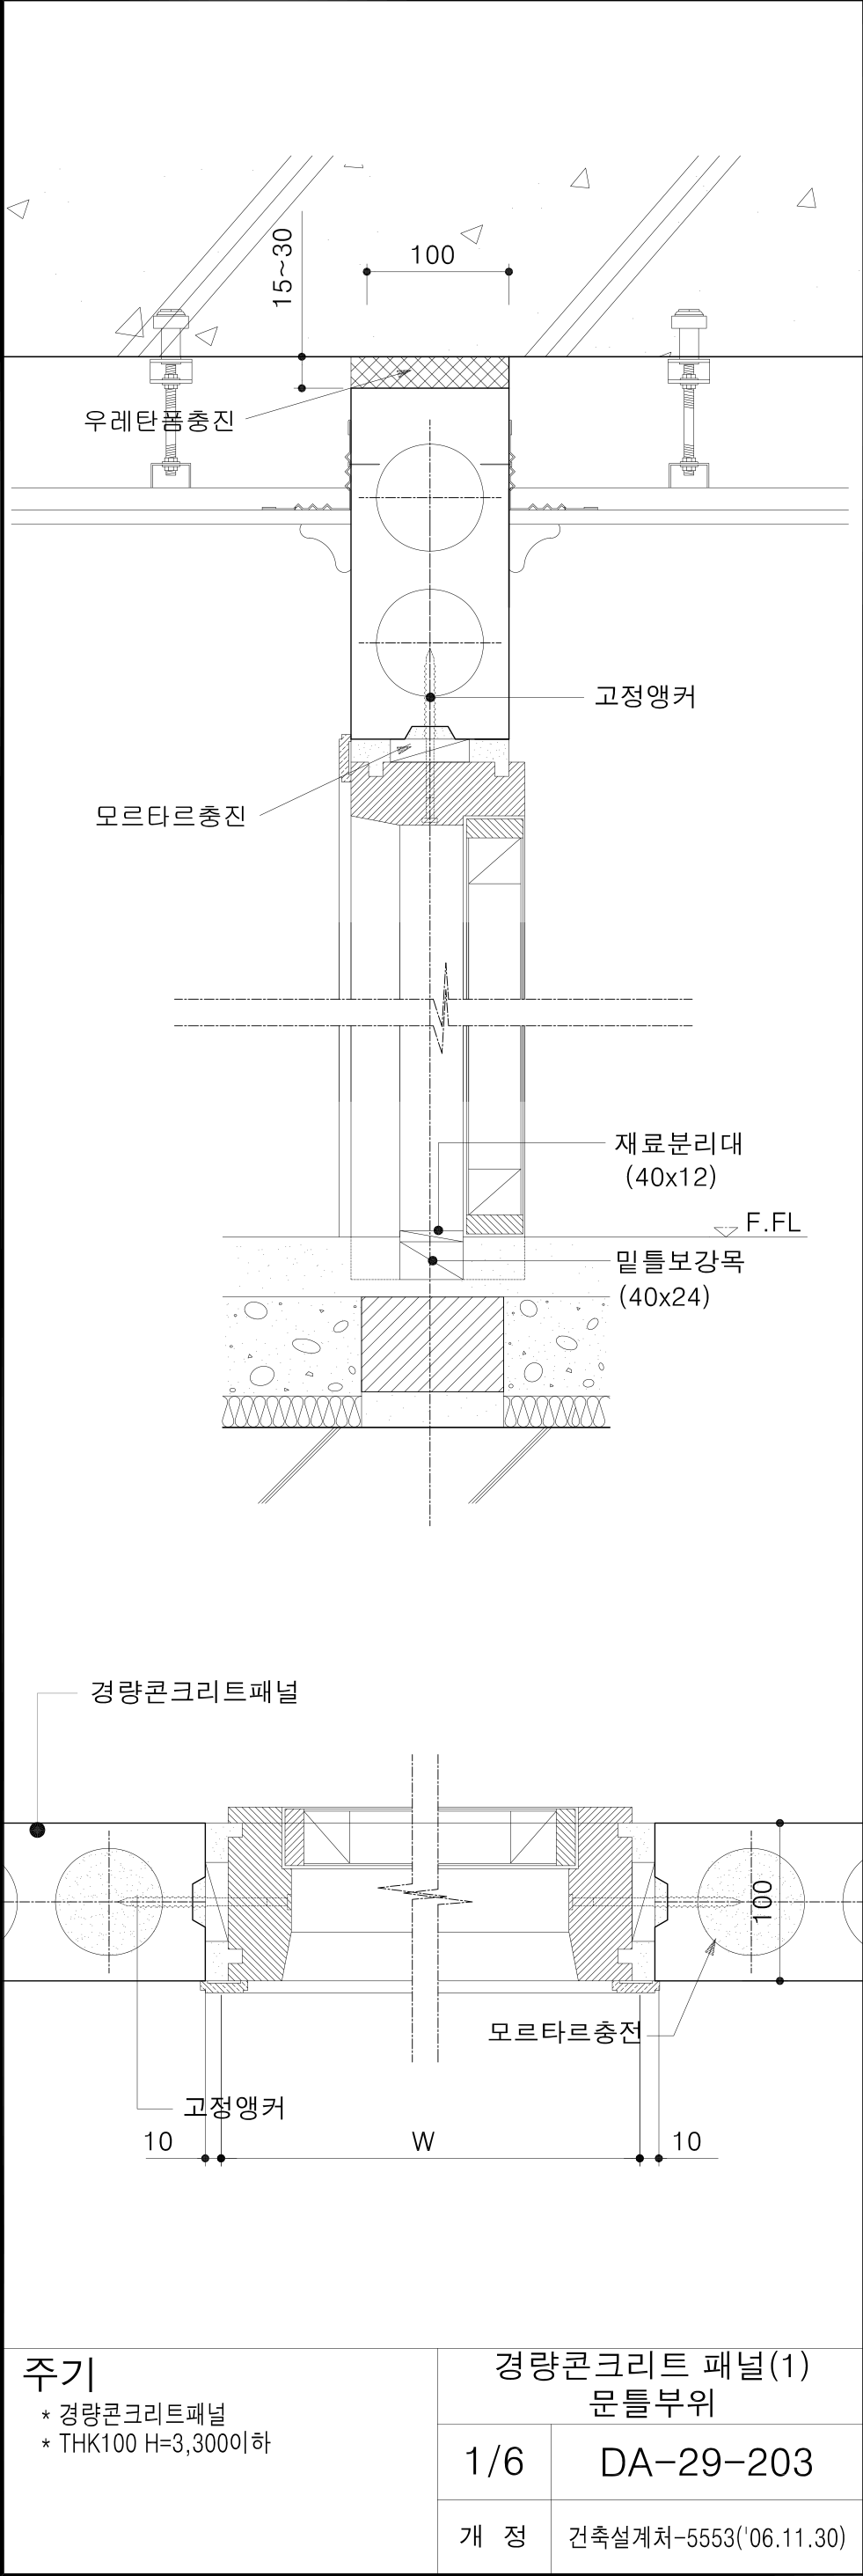 15~30
100
우레탄폼충진
고정앵커
모르타르충진
재료분리대
(40x12)
F.FL
밑틀보강목
(40x24)
경량콘크리트패널
100
모르타르충전
고정앵커
10
W
10
주기
* 경량콘크리트패널
* THK100 H=3,300이하
경량콘크리트 패널(1)
문틀부위
1/6
DA-29-203
개 정
건축설계처-5553('06.11.30)